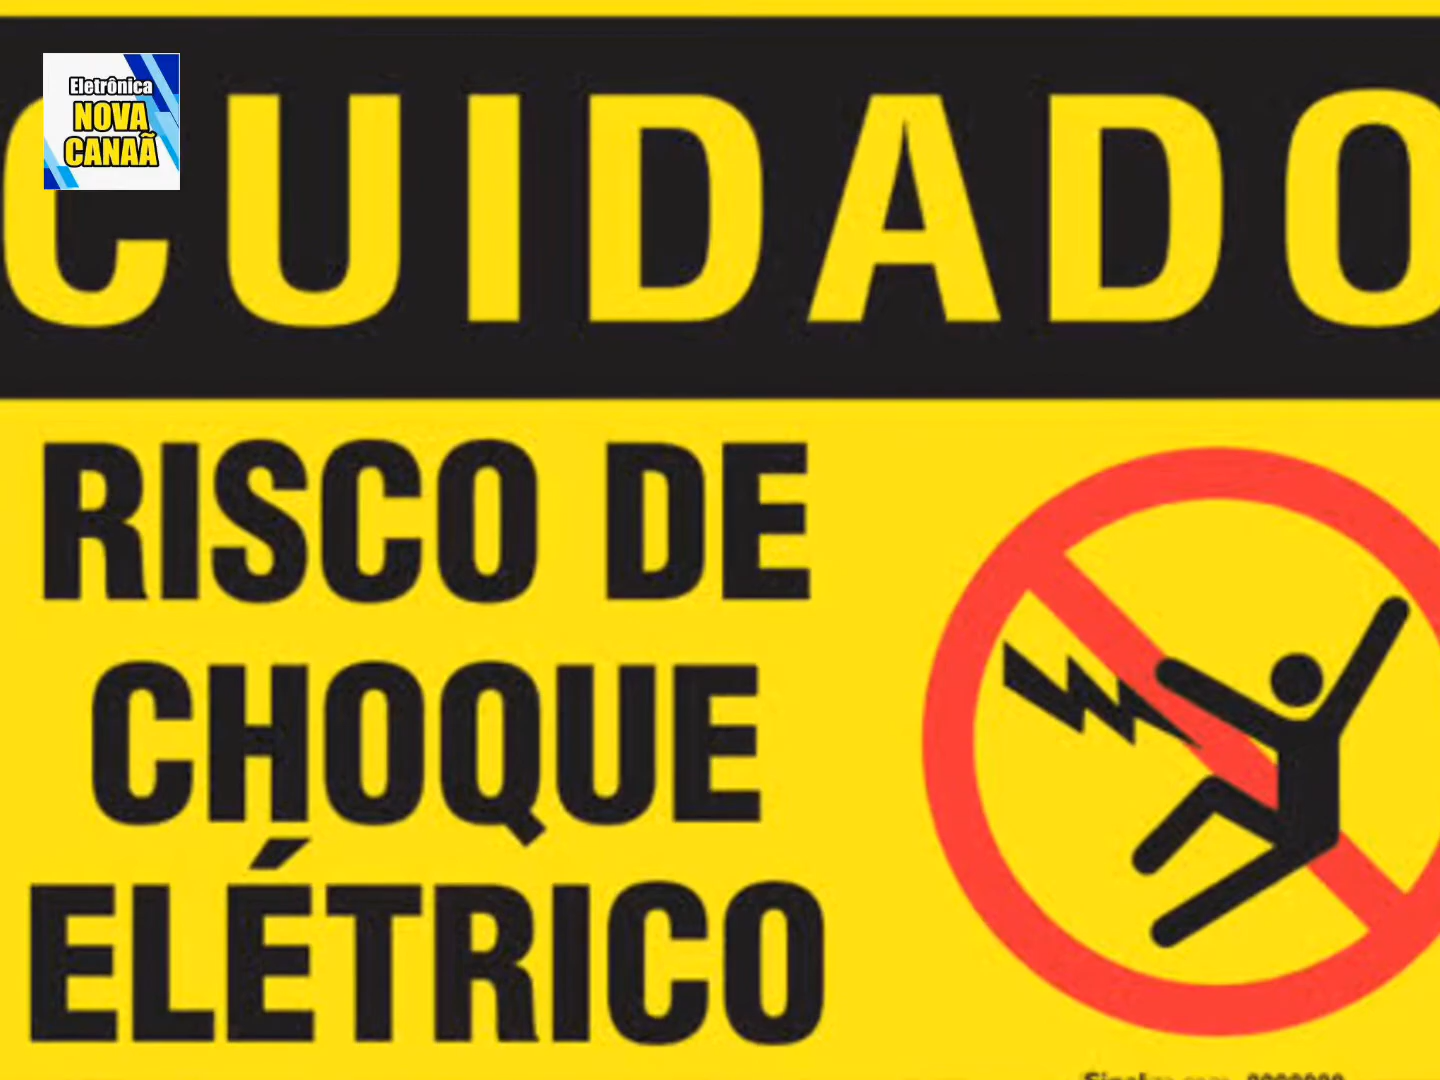 Eletrônica
NOVA
CANAÃ
CUIDADO
RISCO DE
CHOQUE
ELÉTRICO